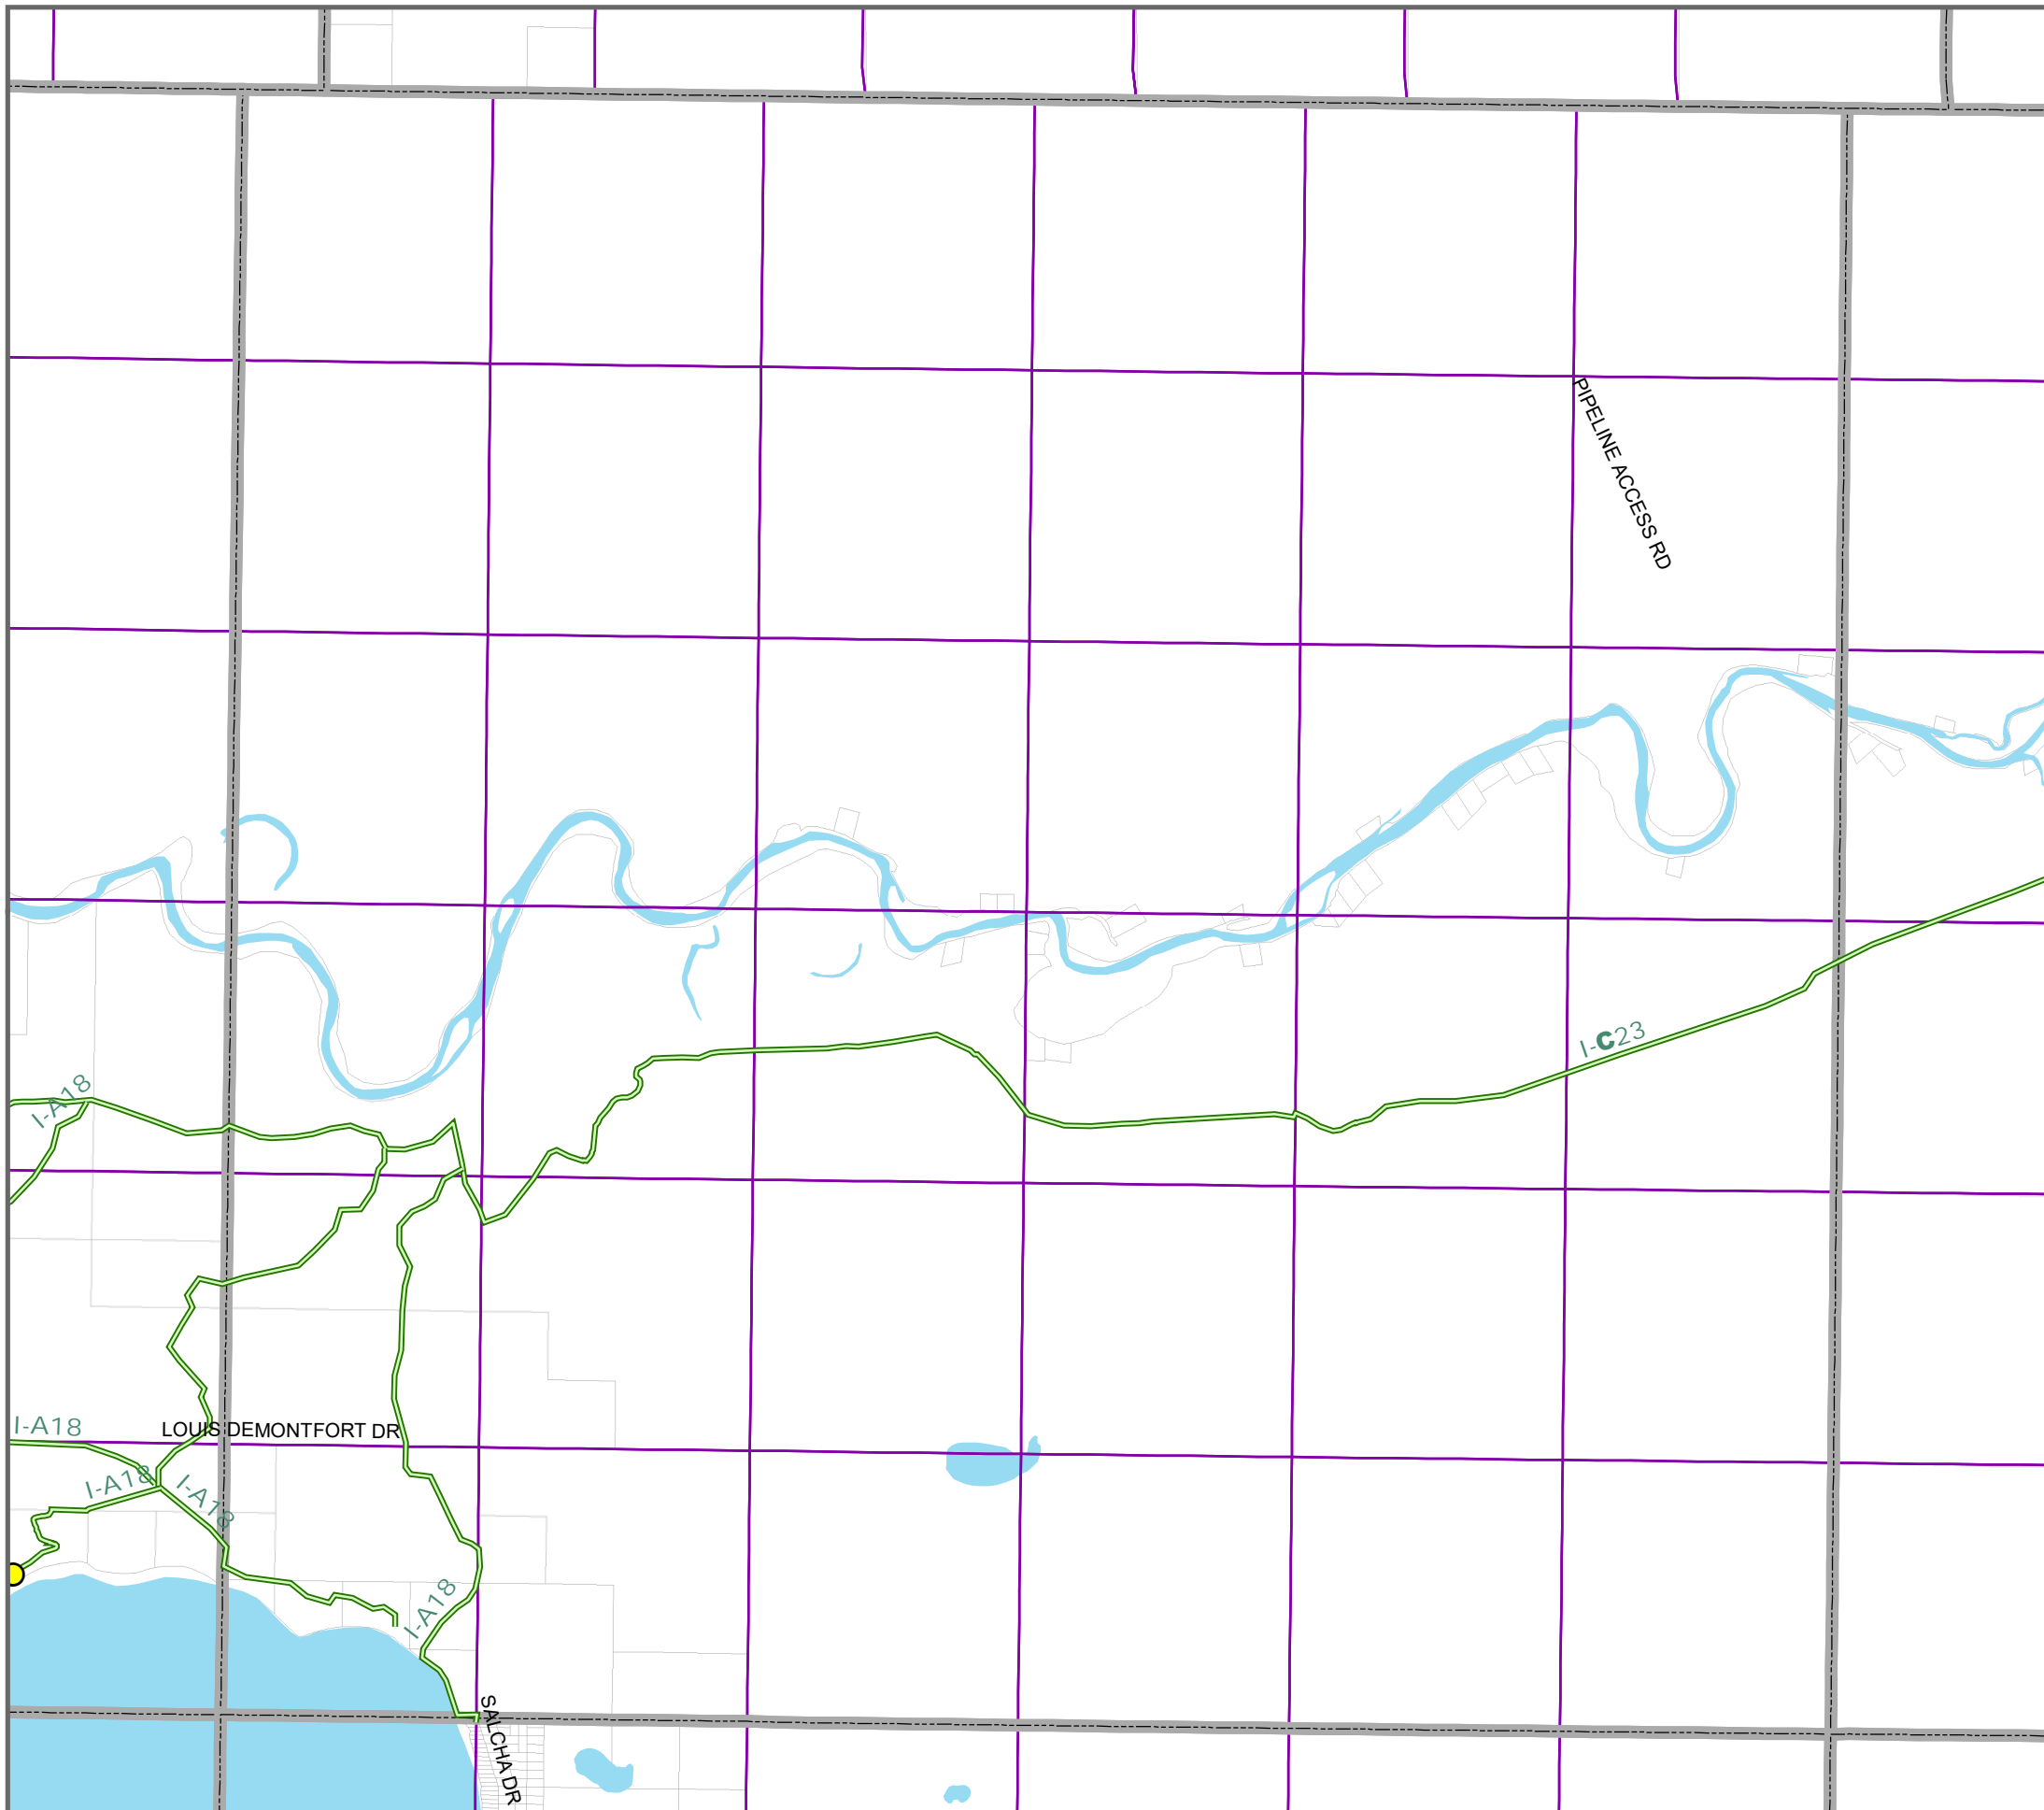 PIPELINE ACCESS RD
I-C23
I-A18
I-A18
LOUIS DEMONTFORT DR
I-A18
I-A18
I-A18
SALCHA DR